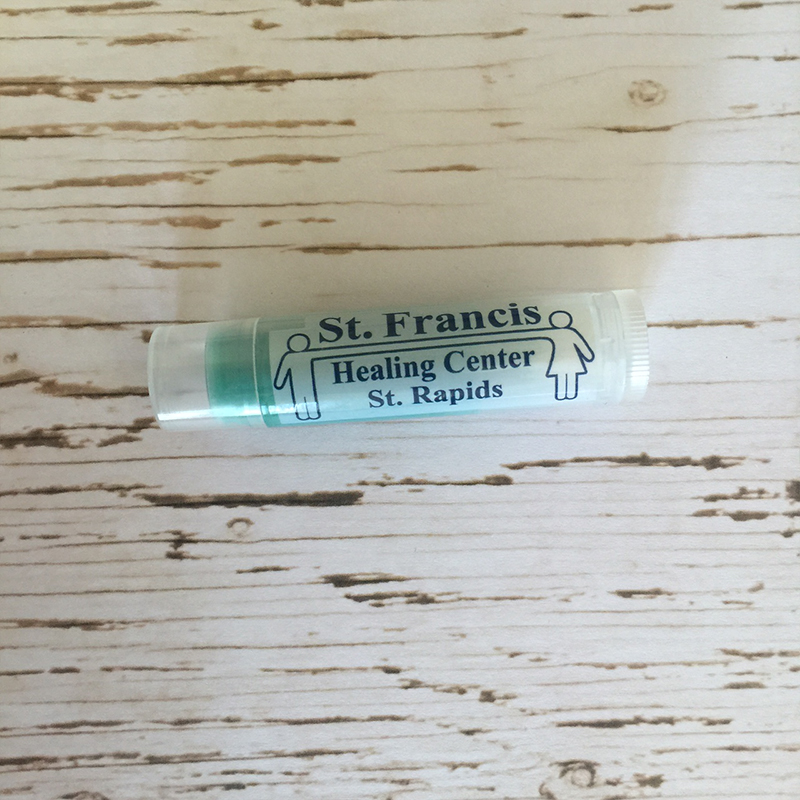 St. Francis
Healing Center
St. Rapids